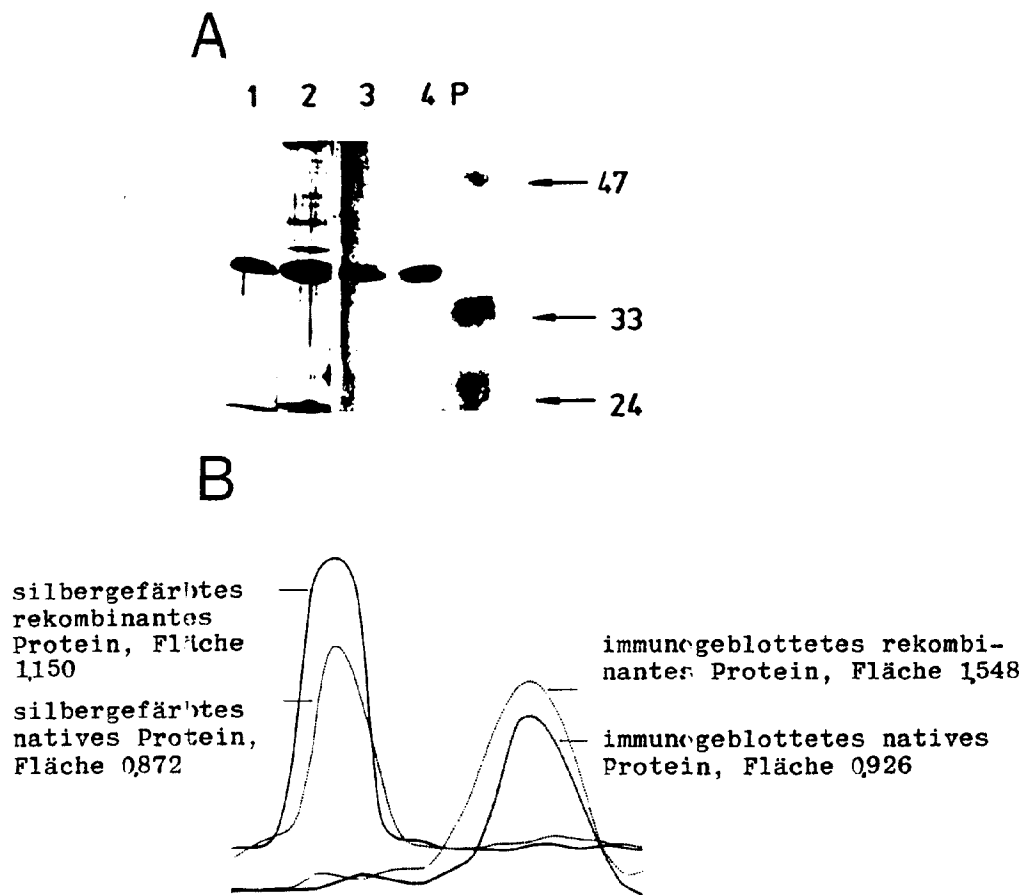 A
1 2 3 4 P
47
33
24
B
silbergefärbtes
rekombinantes
Protein, Fläche
1,150
silbergefärbtes
natives Protein,
Fläche 0,872
immunogeblottetes rekombi-
nantes Protein, Fläche 1,548
immunogeblottetes natives
Protein, Fläche 0,926